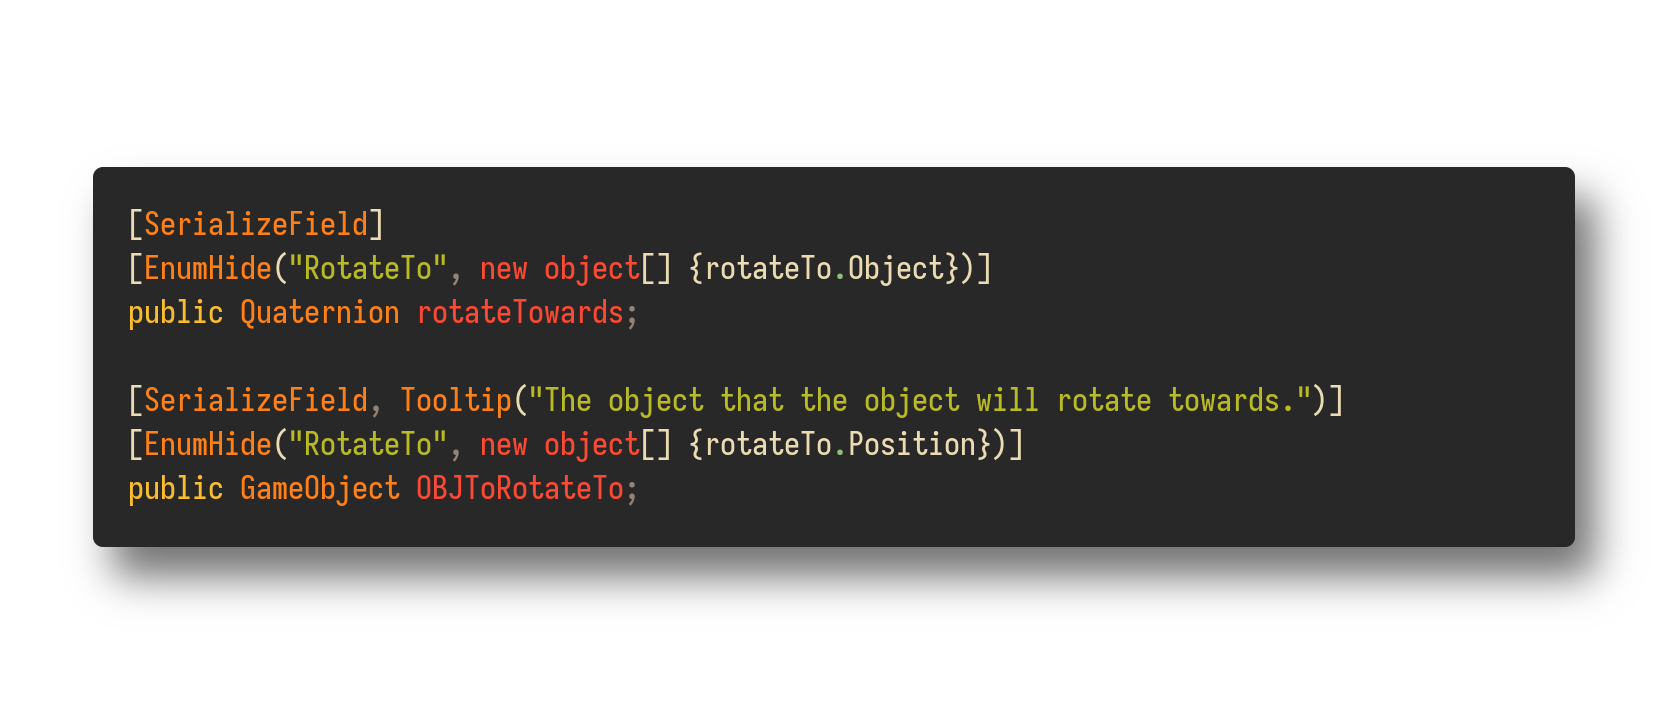 [SerializeField]
[EnumHide("RotateTo", new object[] {rotateTo.Object})]
public Quaternion rotateTowards;
[SerializeField, Tooltip("The object that the object will rotate towards.")]
[EnumHide("RotateTo", new object[] {rotateTo.Position})]
public GameObject OBJToRotateTo;